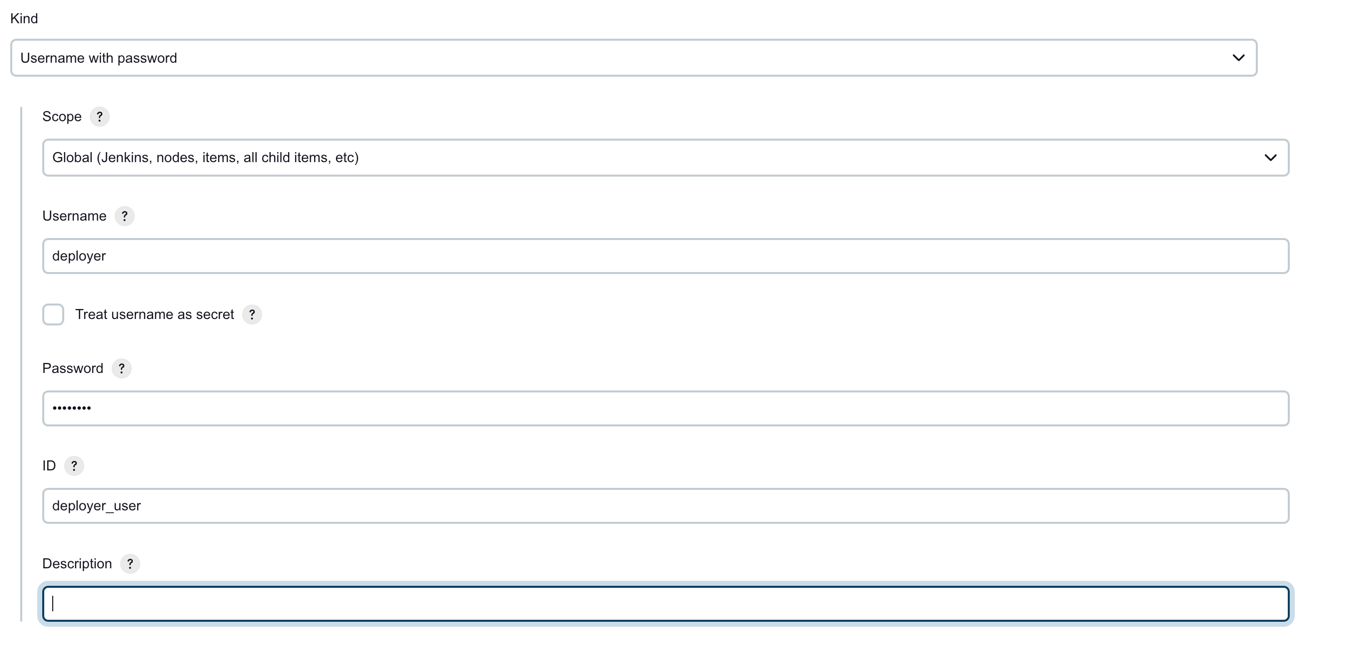 Kind
Username with password
Scope ?
Global (Jenkins, nodes, items, all child items, etc)
Username ?
deployer
Treat username as secret ?
Password ?
••••••••
ID ?
deployer_user
Description ?